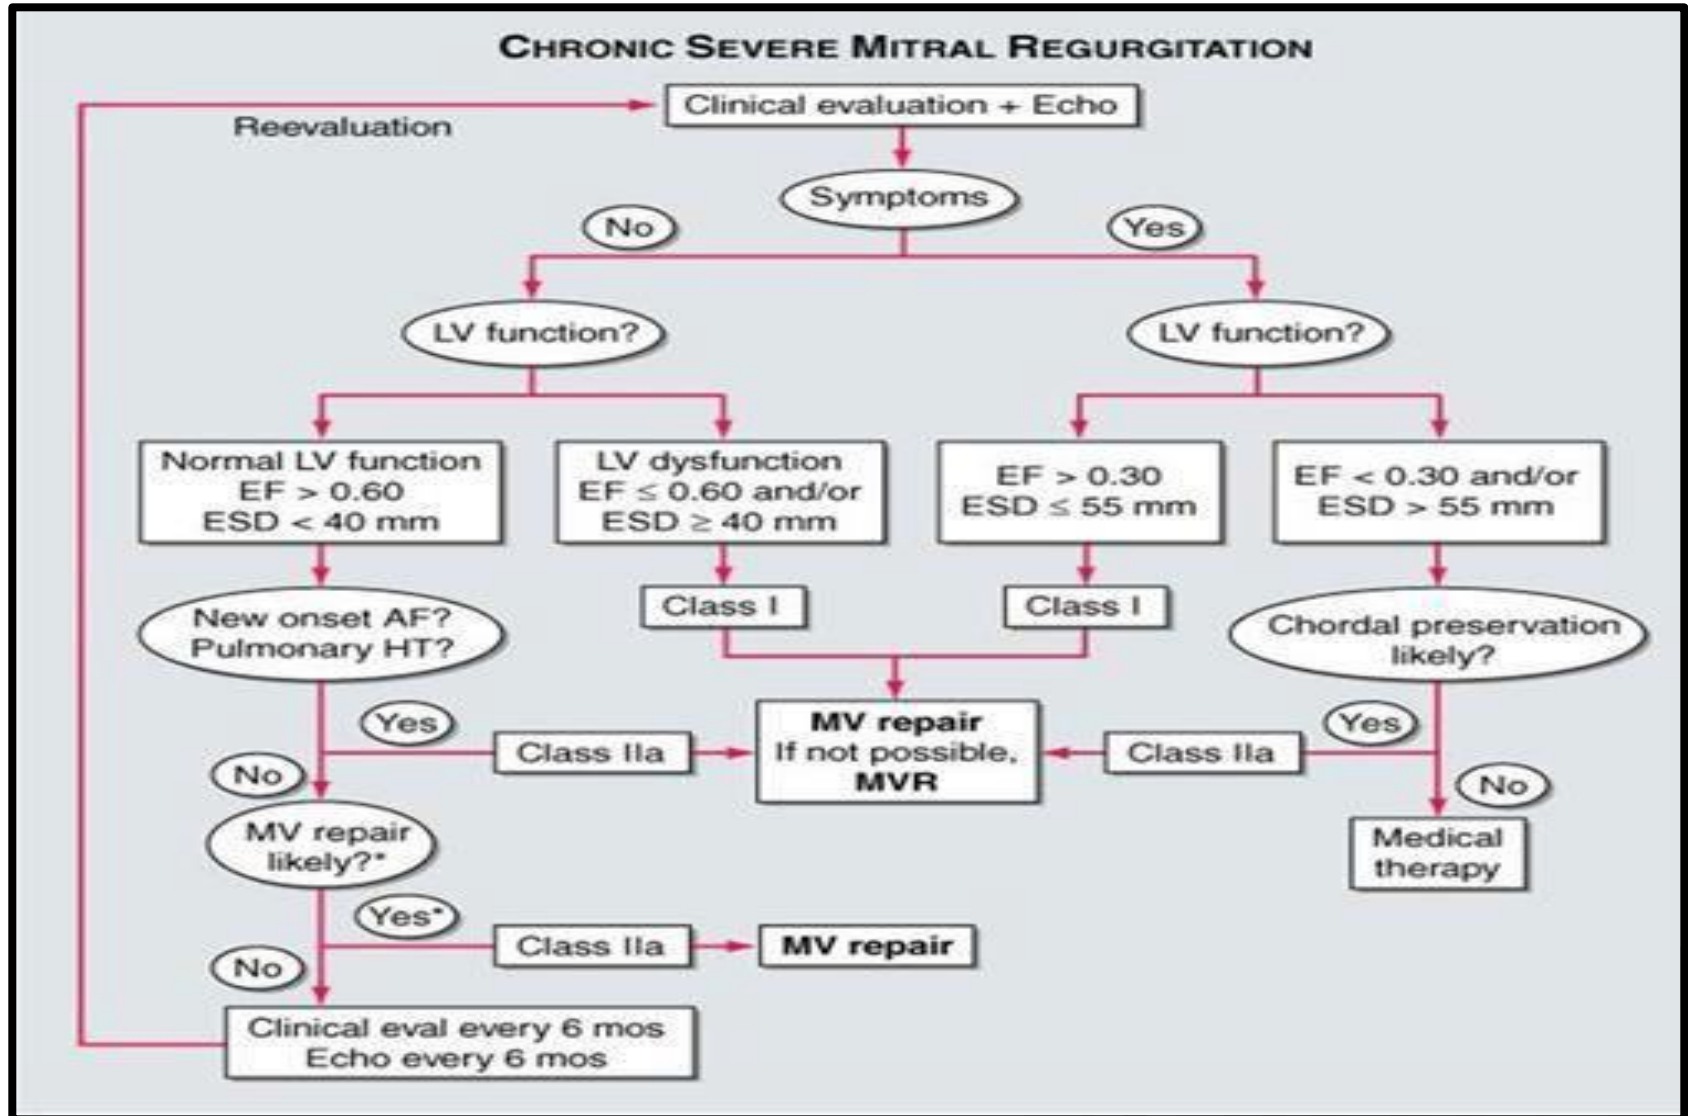 CHRONIC SEVERE MITRAL REGURGITATION
Clinical evaluation + Echo
Reevaluation
Symptoms
No
Yes
LV function?
LV function?
Normal LV function
EF > 0.60
ESD < 40 mm
LV dysfunction
EF ≤ 0.60 and/or
ESD ≥ 40 mm
EF > 0.30
ESD ≤ 55 mm
EF < 0.30 and/or
ESD > 55 mm
New onset AF?
Pulmonary HT?
Class I
Class I
Chordal preservation
likely?
Yes
Class IIa
MV repair
If not possible,
MVR
Class IIa
Yes
No
No
MV repair
likely?*
Medical
therapy
Yes*
Class IIa
MV repair
No
Clinical eval every 6 mos
Echo every 6 mos